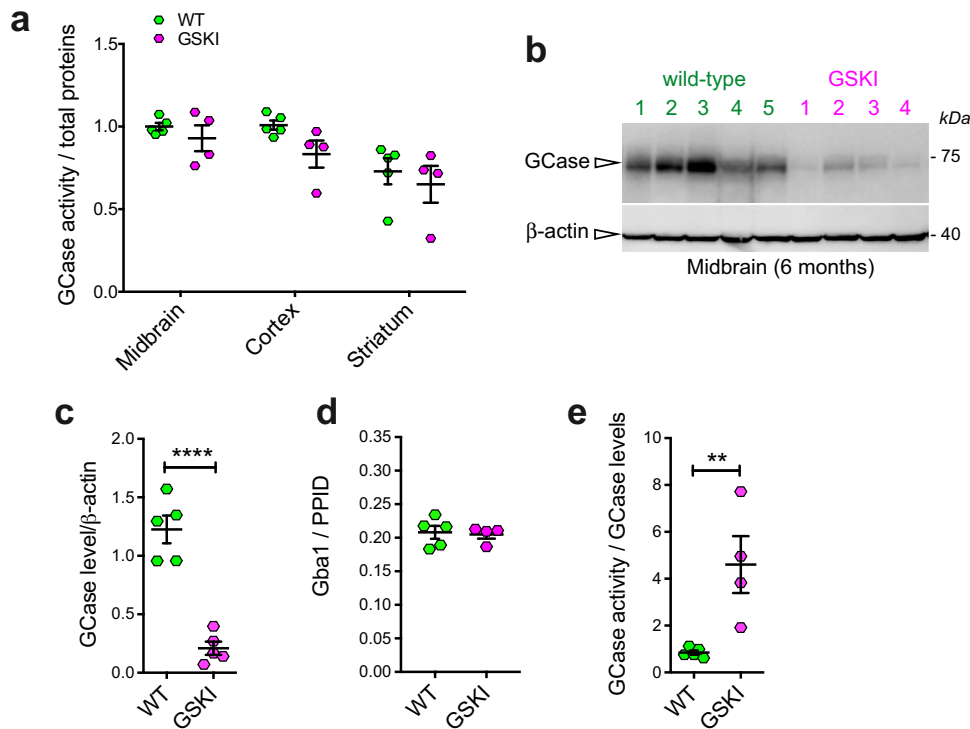 a
WT
GSKI
GCase activity / total proteins
1.5
1.0
0.5
0.0
Midbrain
Cortex
Striatum
b
wild-type GSKI
1 2 3 4 5 1 2 3 4
kDa
GCase
- 75
β-actin
- 40
Midbrain (6 months)
c
GCase level/β-actin
2.0
1.5
1.0
0.5
0.0
****
WT
GSKI
d
Gba1 / PPID
0.35
0.30
0.25
0.20
0.15
0.10
0.05
0.00
WT
GSKI
e
GCase activity / GCase levels
10
8
6
4
2
0
**
WT
GSKI